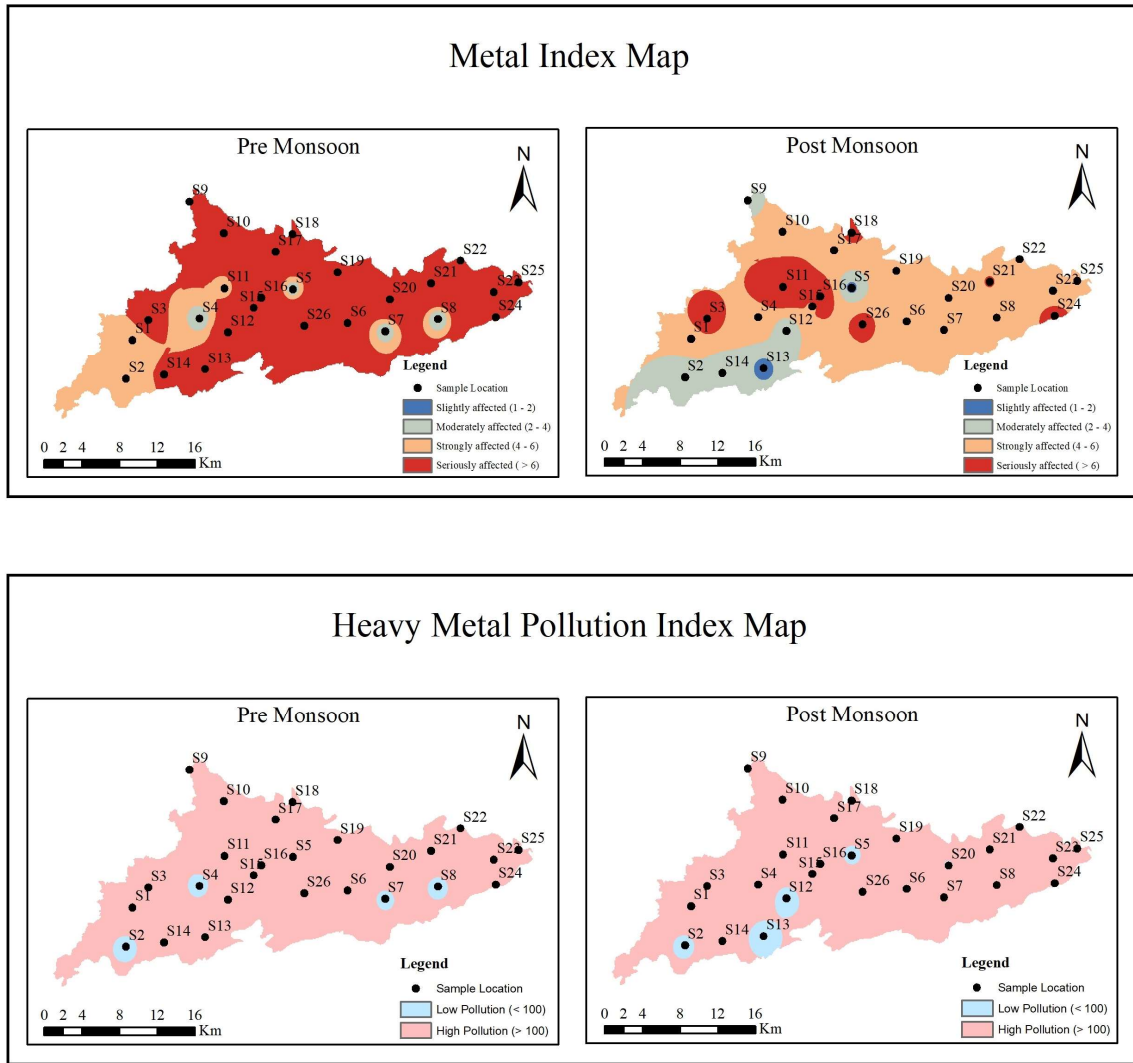 Metal Index Map
Pre Monsoon
N
S9
S10
S18
S17
S22
S19
S21
S25
S11
S5
S23
S16
S20
S3
S4
S15
S8
S24
S1
S12
S26
S6
S7
S2
S14
S13
Legend
Sample Location
Slightly affected (1 - 2)
Moderately affected (2 - 4)
Strongly affected (4 - 6)
Seriously affected ( > 6)
0 2 4 8 12 16
Km
Post Monsoon
N
S9
S10
S18
S17
S22
S19
S21
S25
S11
S5
S23
S16
S20
S3
S4
S15
S8
S24
S1
S12
S26
S6
S7
S2
S14
S13
Legend
Sample Location
Slightly affected (1 - 2)
Moderately affected (2 - 4)
Strongly affected (4 - 6)
Seriously affected ( > 6)
0 2 4 8 12 16
Km
Heavy Metal Pollution Index Map
Pre Monsoon
N
S9
S10
S18
S17
S22
S19
S21
S25
S11
S5
S23
S16
S20
S3
S4
S15
S8
S24
S1
S12
S26
S6
S7
S2
S14
S13
Legend
Sample Location
Low Pollution (< 100)
High Pollution (> 100)
0 2 4 8 12 16
Km
Post Monsoon
N
S9
S10
S18
S17
S22
S19
S21
S25
S11
S5
S23
S16
S20
S3
S4
S15
S8
S24
S1
S12
S26
S6
S7
S2
S14
S13
Legend
Sample Location
Low Pollution (< 100)
High Pollution (> 100)
0 2 4 8 12 16
Km